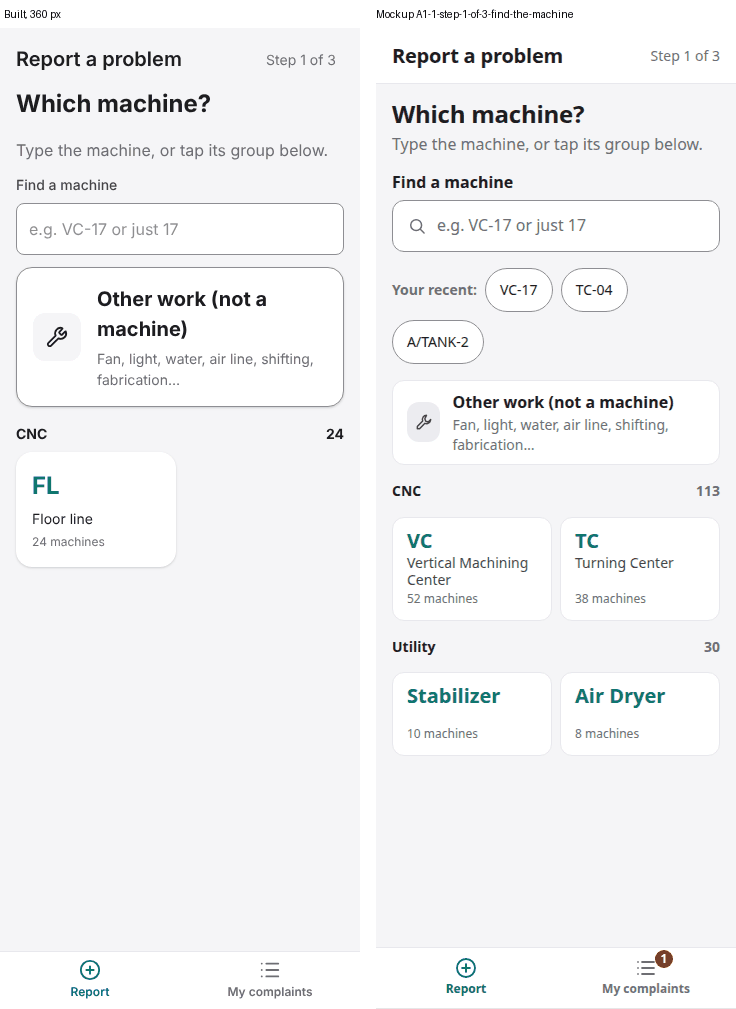 Built, 360 px
Report a problem
Step 1 of 3
Which machine?
Type the machine, or tap its group below.
Find a machine
e.g. VC-17 or just 17
Other work (not a
machine)
Fan, light, water, air line, shifting,
fabrication...
CNC
24
FL
Floor line
24 machines
Report
My complaints
Mockup A1-1-step-1-of-3-find-the-machine
Report a problem
Step 1 of 3
Which machine?
Type the machine, or tap its group below.
Find a machine
e.g. VC-17 or just 17
Your recent:
VC-17
TC-04
A/TANK-2
Other work (not a machine)
Fan, light, water, air line, shifting,
fabrication...
CNC
113
VC
Vertical Machining
Center
52 machines
TC
Turning Center
38 machines
Utility
30
Stabilizer
10 machines
Air Dryer
8 machines
Report
1
My complaints